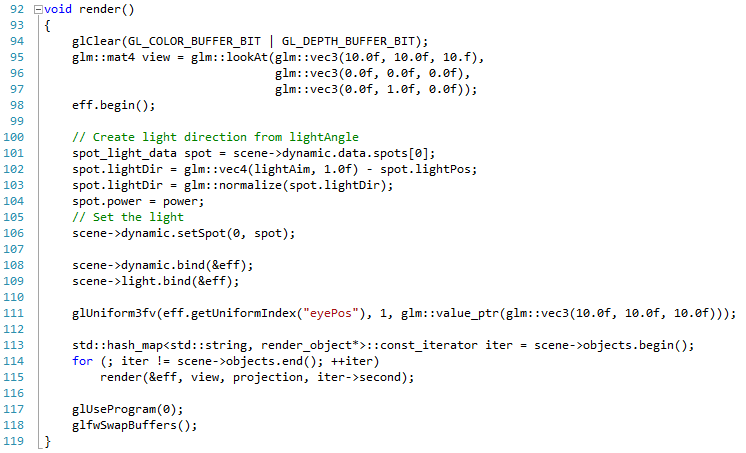 92 void render()
93 {
94     glClear(GL_COLOR_BUFFER_BIT | GL_DEPTH_BUFFER_BIT);
95     glm::mat4 view = glm::lookAt(glm::vec3(10.0f, 10.0f, 10.f),
96                                  glm::vec3(0.0f, 0.0f, 0.0f),
97                                  glm::vec3(0.0f, 1.0f, 0.0f));
98     eff.begin();
99
100     // Create light direction from lightAngle
101     spot_light_data spot = scene->dynamic.data.spots[0];
102     spot.lightDir = glm::vec4(lightAim, 1.0f) - spot.lightPos;
103     spot.lightDir = glm::normalize(spot.lightDir);
104     spot.power = power;
105     // Set the light
106     scene->dynamic.setSpot(0, spot);
107
108     scene->dynamic.bind(&eff);
109     scene->light.bind(&eff);
110
111     glUniform3fv(eff.getUniformIndex("eyePos"), 1, glm::value_ptr(glm::vec3(10.0f, 10.0f, 10.0f)));
112
113     std::hash_map<std::string, render_object*>::const_iterator iter = scene->objects.begin();
114     for (; iter != scene->objects.end(); ++iter)
115         render(&eff, view, projection, iter->second);
116
117     glUseProgram(0);
118     glfwSwapBuffers();
119 }